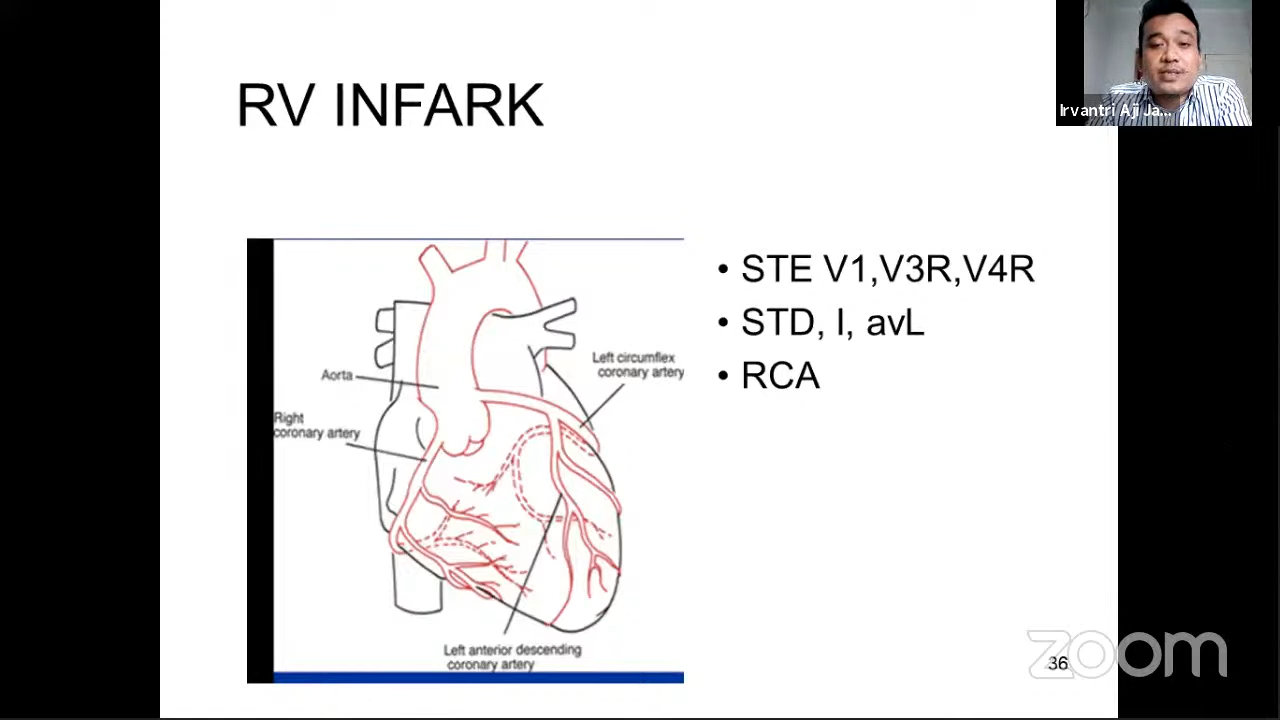 RV INFARK
Irvantri Aji Ja...
• STE V1,V3R,V4R
• STD, I, avL
• RCA
Left circumflex
coronary artery
Aorta
Right
coronary artery
Left anterior descending
coronary artery
36
zoom